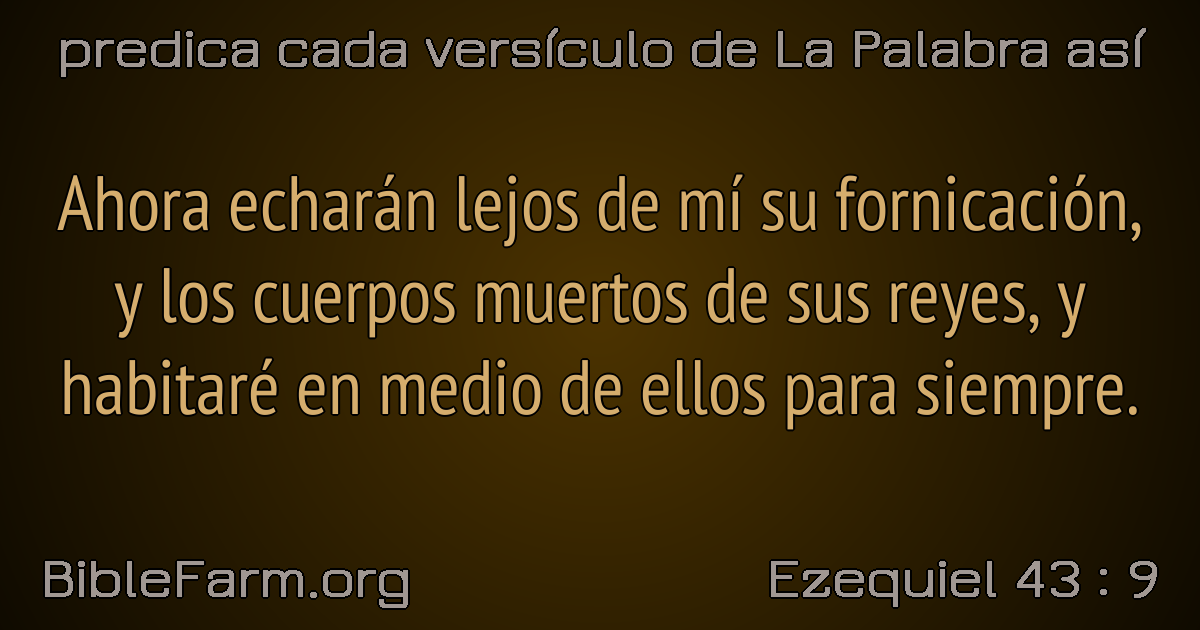 predica cada versículo de La Palabra así
Ahora echarán lejos de mí su fornicación,
y los cuerpos muertos de sus reyes, y
habitaré en medio de ellos para siempre.
BibleFarm.org
Ezequiel 43 : 9